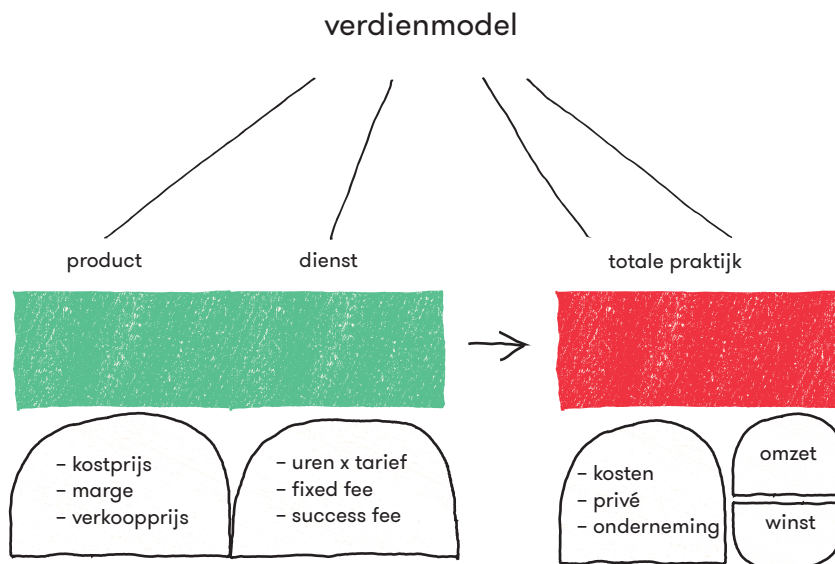 verdienmodel
product
dienst
totale praktijk
– kostprijs
– marge
– verkoopprijs
– uren x tarief
– fixed fee
– success fee
– kosten
– privé
– onderneming
omzet
winst